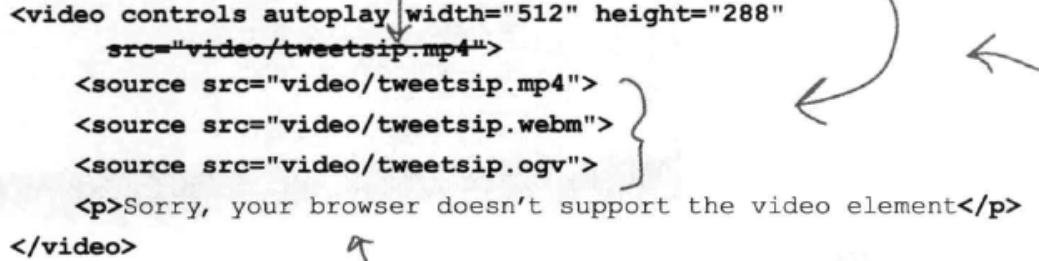 <video controls autoplay width="512" height="288"
src="video/tweetsip.mp4">
<source src="video/tweetsip.mp4">
<source src="video/tweetsip.webm">
<source src="video/tweetsip.ogv">
<p>Sorry, your browser doesn't support the video element</p>
</video>